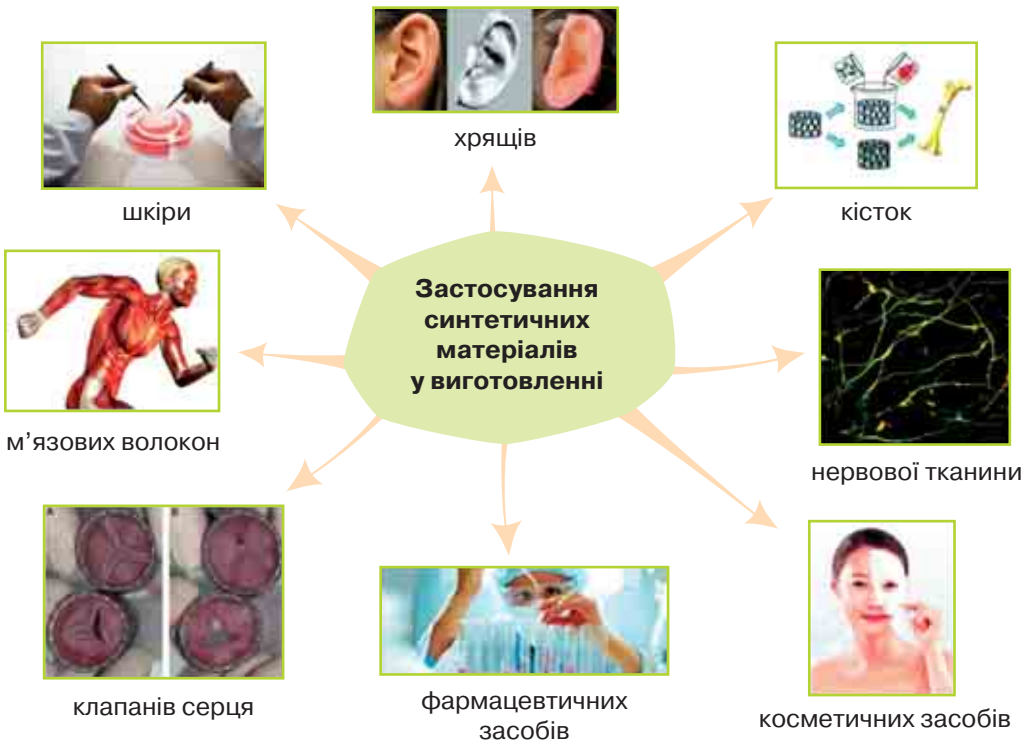 хрящів
шкіри
кісток
Застосування
синтетичних
матеріалів
у виготовленні
м’язових волокон
нервової тканини
клапанів серця
фармацевтичних
засобів
косметичних засобів